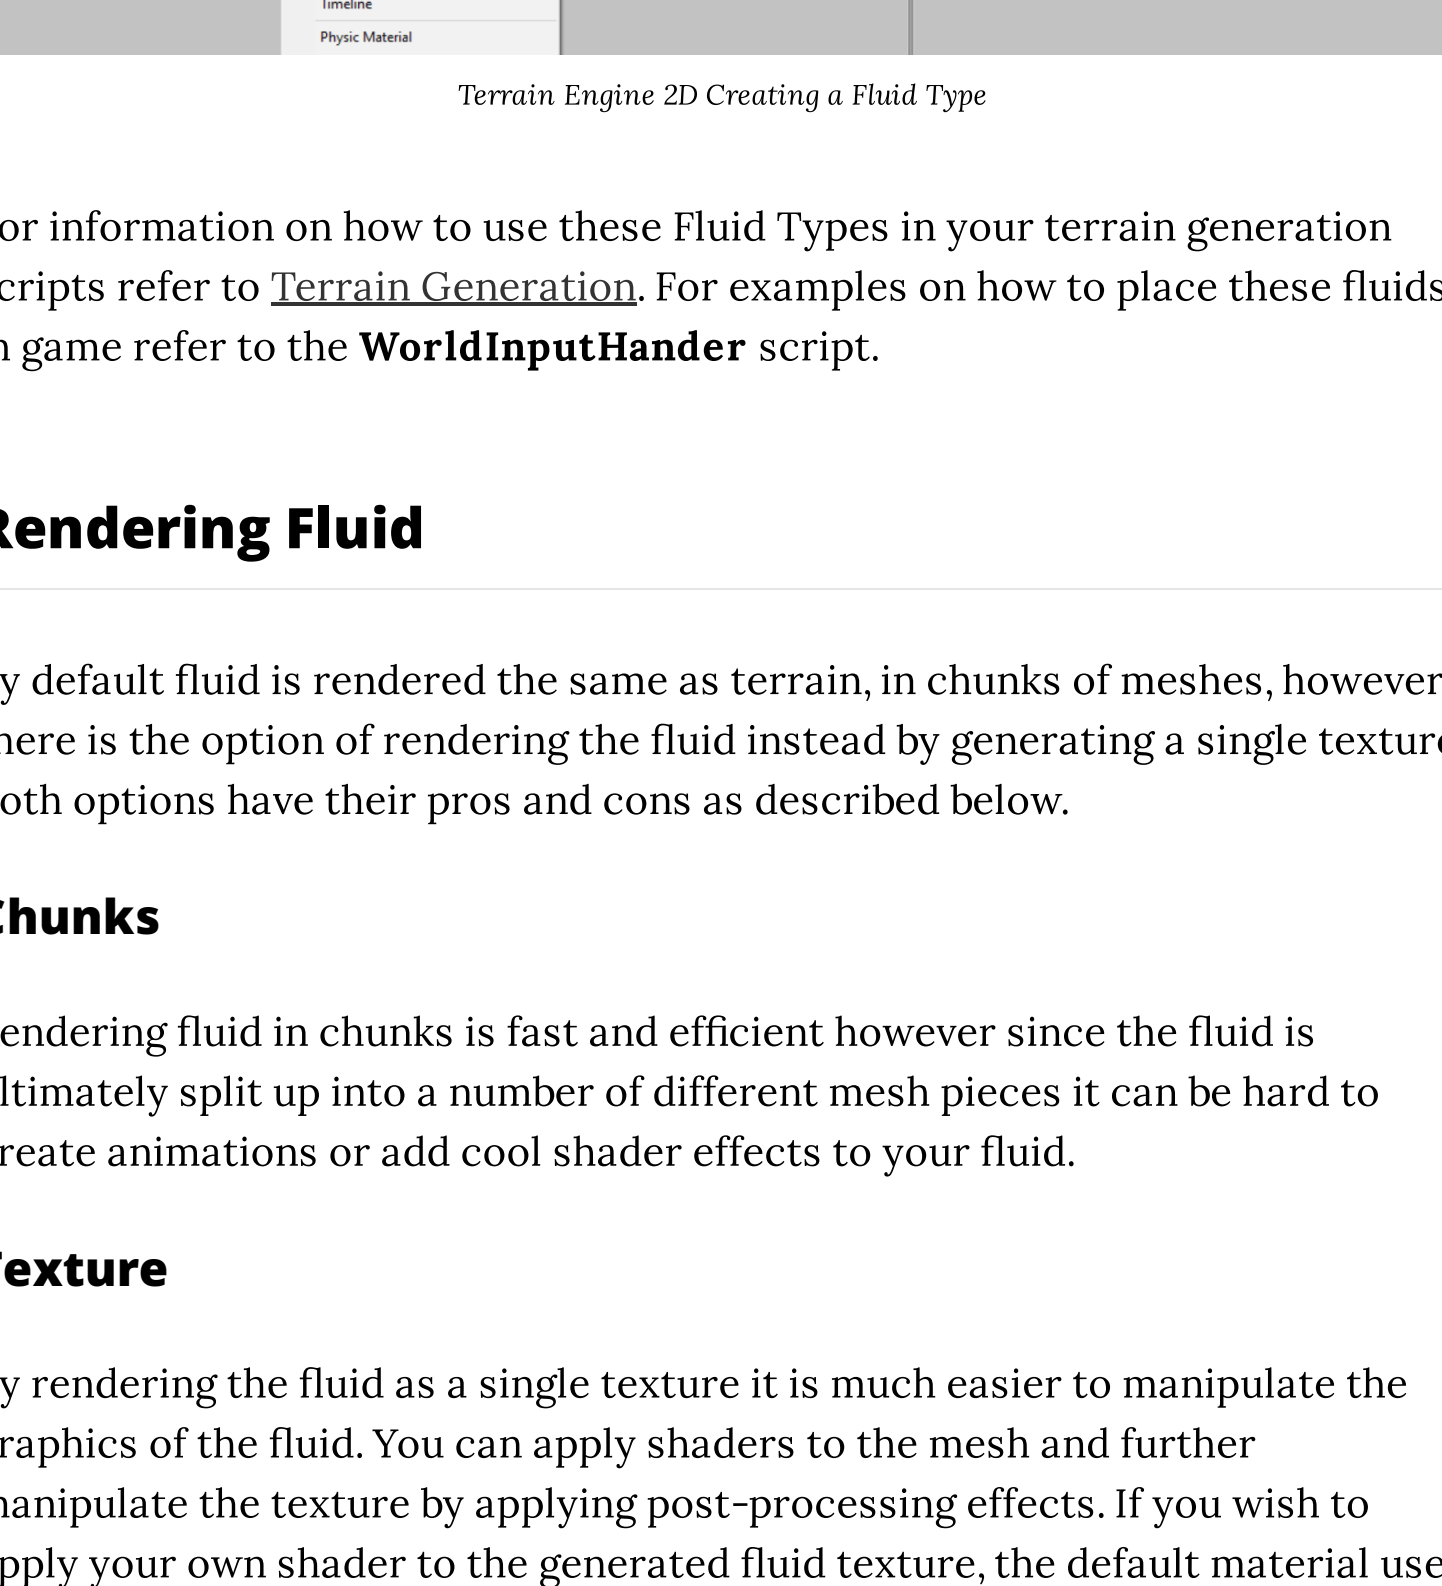 Timeline
Physic Material
Terrain Engine 2D Creating a Fluid Type
or information on how to use these Fluid Types in your terrain generation
cripts refer to Terrain Generation. For examples on how to place these fluids
n game refer to the WorldInputHander script.
Rendering Fluid
y default fluid is rendered the same as terrain, in chunks of meshes, however
here is the option of rendering the fluid instead by generating a single texture
oth options have their pros and cons as described below.
Chunks
endering fluid in chunks is fast and efficient however since the fluid is
ltimately split up into a number of different mesh pieces it can be hard to
reate animations or add cool shader effects to your fluid.
Texture
y rendering the fluid as a single texture it is much easier to manipulate the
raphics of the fluid. You can apply shaders to the mesh and further
manipulate the texture by applying post-processing effects. If you wish to
pply your own shader to the generated fluid texture, the default material use